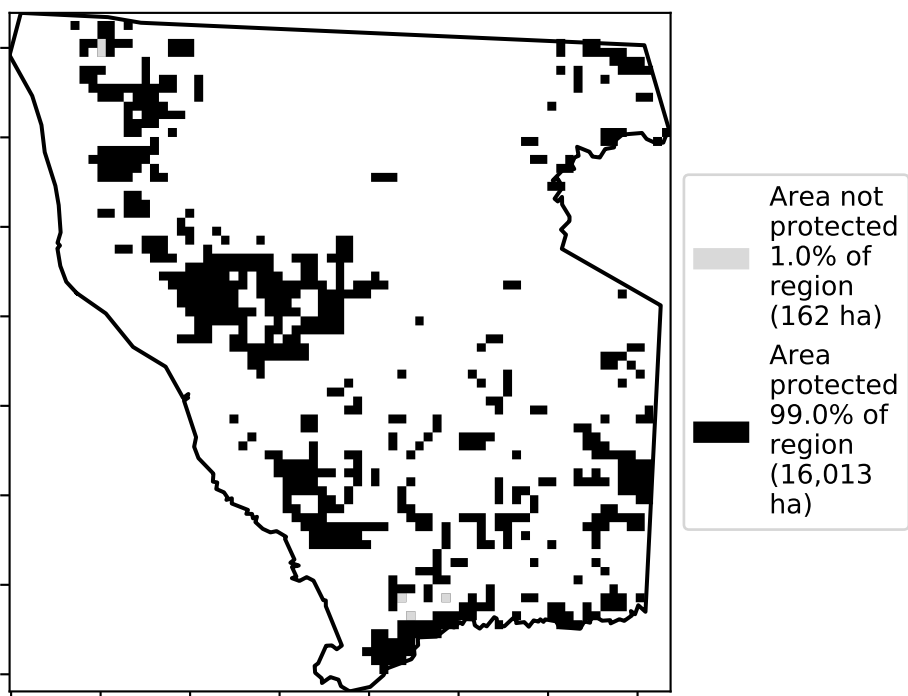 Area not
protected
1.0% of
region
(162 ha)
Area
protected
99.0% of
region
(16,013
ha)